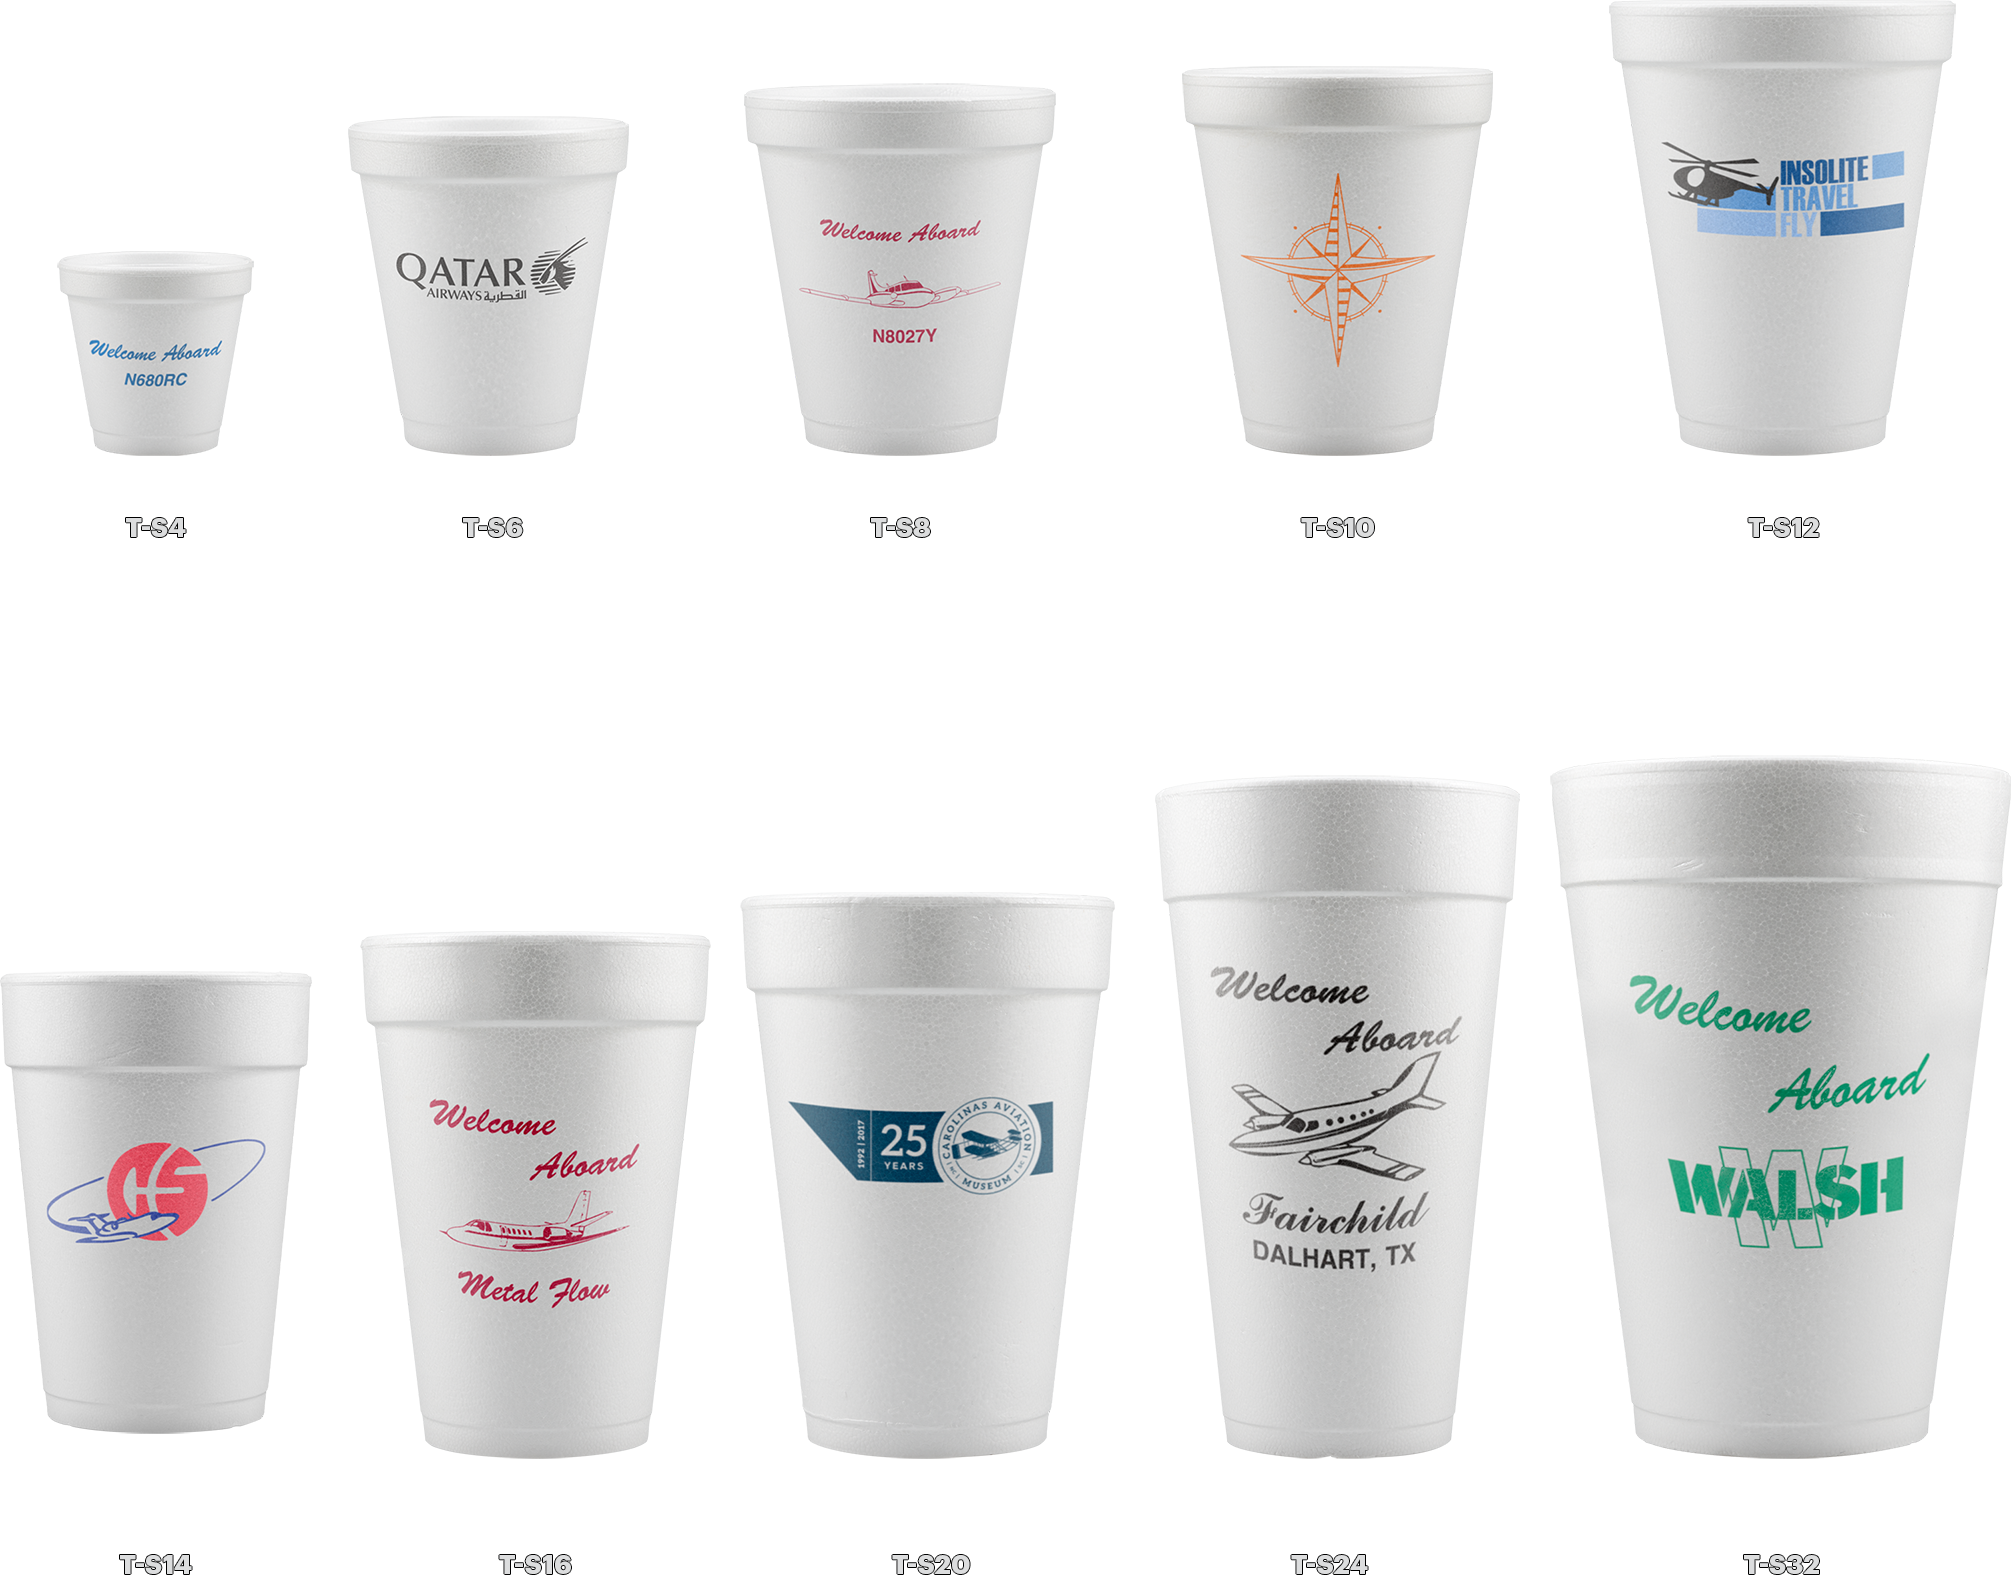 Welcome Aboard
N680RC
QATAR
AIRWAYS القطرية
Welcome Aboard
N8027Y
INSOLITE
TRAVEL
FLY
T-S4
T-S6
T-S8
T-S10
T-S12
CS
Welcome
Aboard
Metal Flow
1992 | 2017
25
YEARS
CAROLINAS AVIATION
MUSEUM
Welcome
Aboard
Fairchild
DALHART, TX
Welcome
Aboard
WALSH
T-S14
T-S16
T-S20
T-S24
T-S32